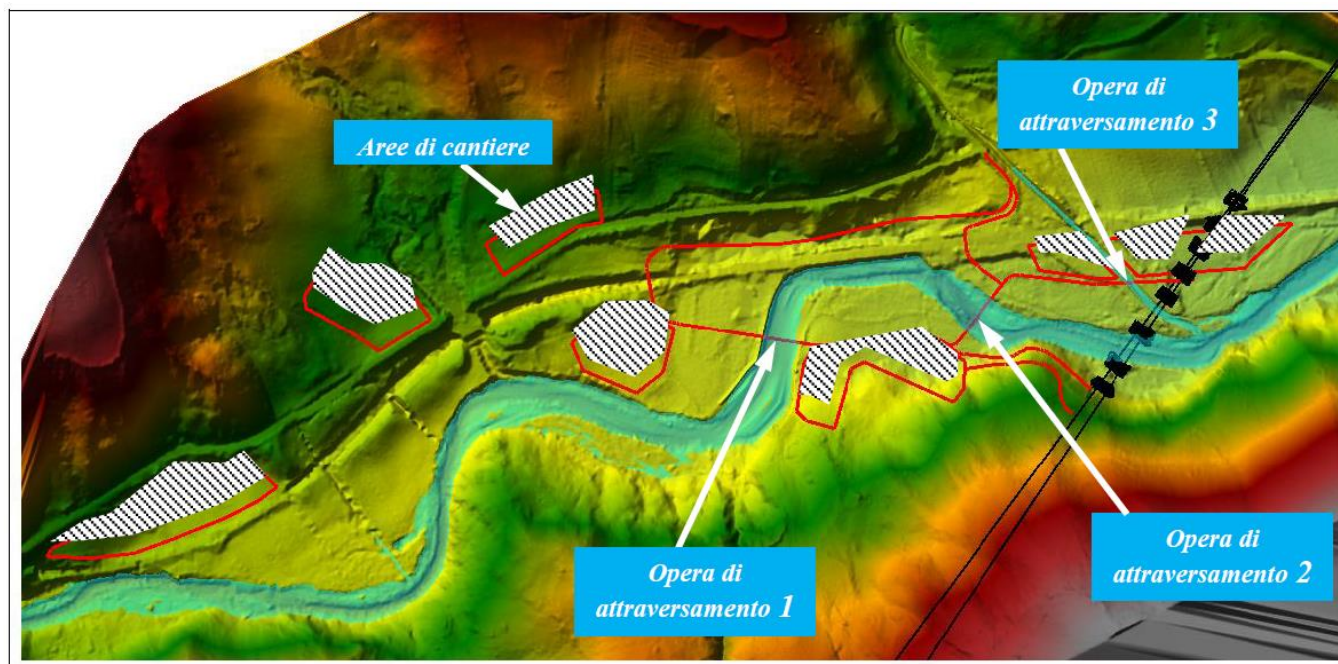 Opera di
attraversamento 3
Aree di cantiere
Opera di
attraversamento 1
Opera di
attraversamento 2